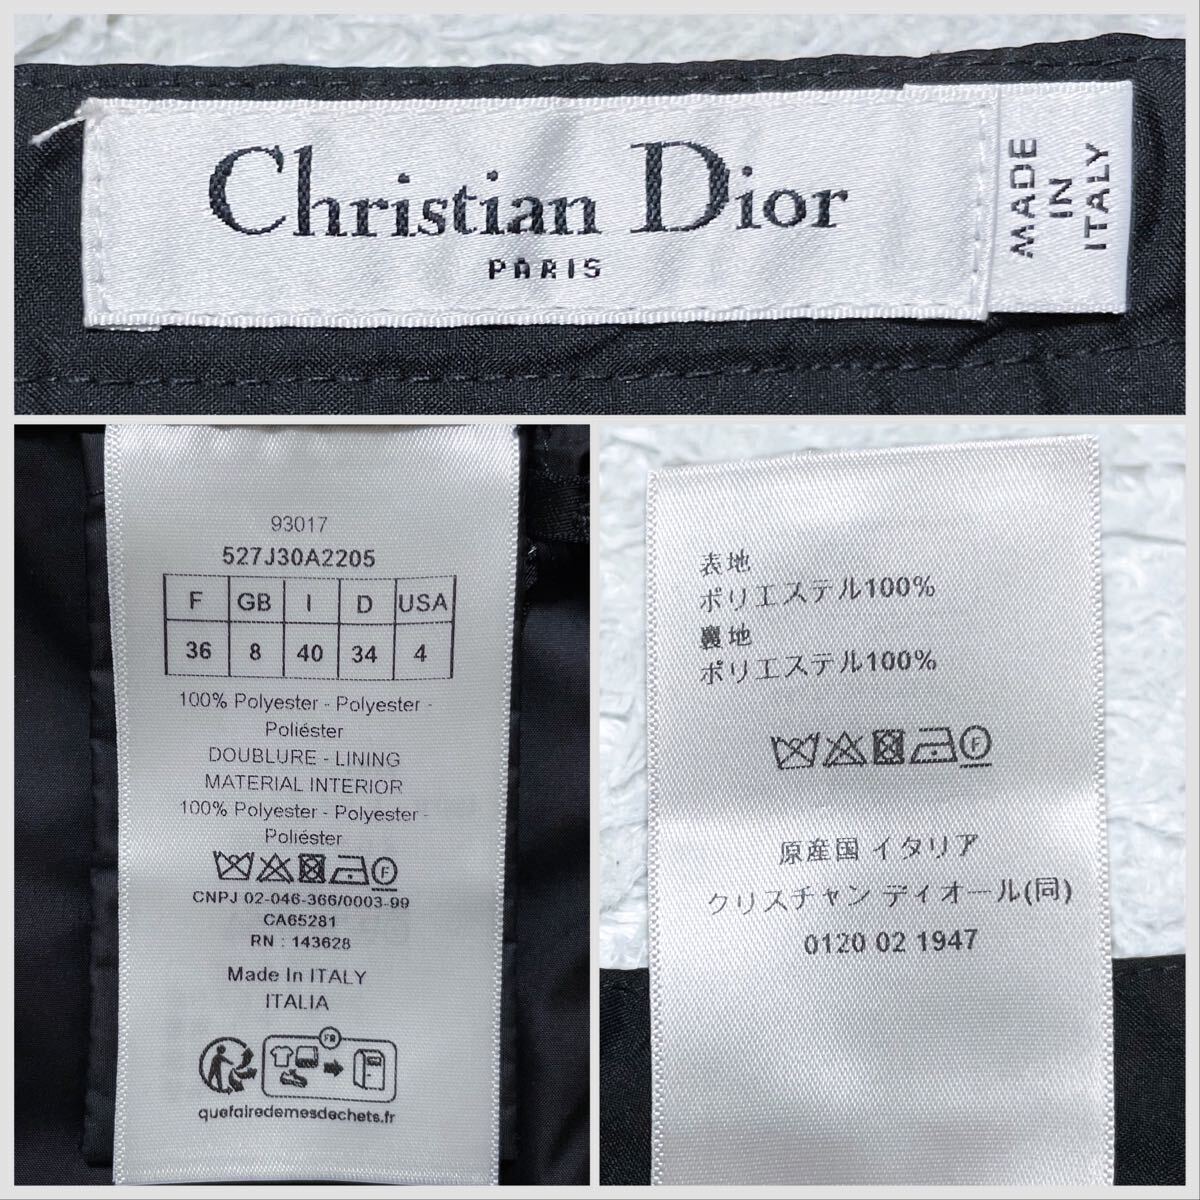 Christian Dior
PARIS
MADE
IN
ITALY
93017
527J30A2205
F GB I D USA
36 8 40 34 4
100% Polyester - Polyester -
Poliéster
DOUBLURE - LINING
MATERIAL INTERIOR
100% Polyester - Polyester -
Poliéster
F
CNPJ 02-046-366/0003-99
CA65281
RN : 143628
Made In ITALY
ITALIA
FR
quefairedemesdechets.fr
表地
ポリエステル100%
裏地
ポリエステル100%
F
原産国 イタリア
クリスチャン ディオール(同)
0120 02 1947